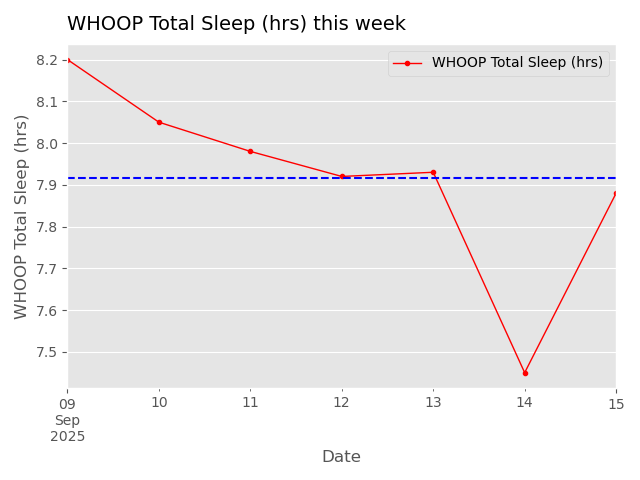 WHOOP Total Sleep (hrs) this week
WHOOP Total Sleep (hrs)
WHOOP Total Sleep (hrs)
8.2
8.1
8.0
7.9
7.8
7.7
7.6
7.5
09 10 11 12 13 14 15
Sep
2025
Date